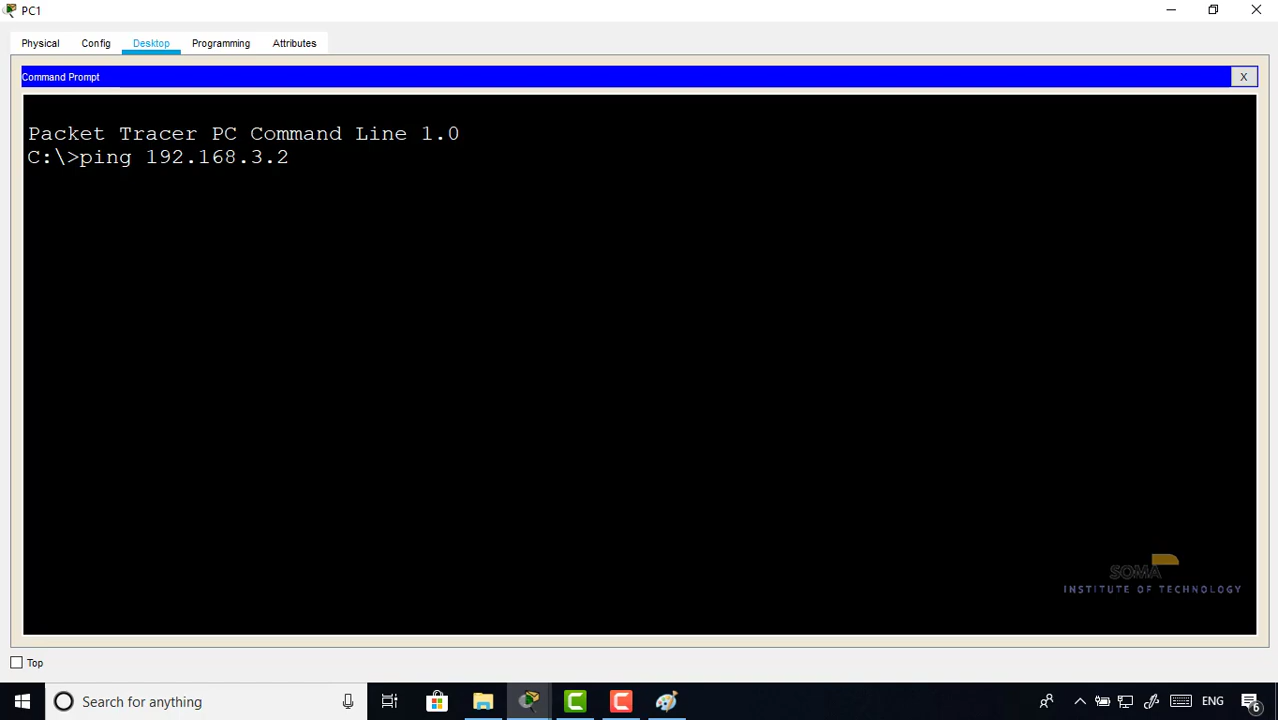 PC1
Physical Config Desktop Programming Attributes
Command Prompt X
Packet Tracer PC Command Line 1.0
C:\>ping 192.168.3.2
SOMA
INSTITUTE OF TECHNOLOGY
Top
Search for anything
ENG
6